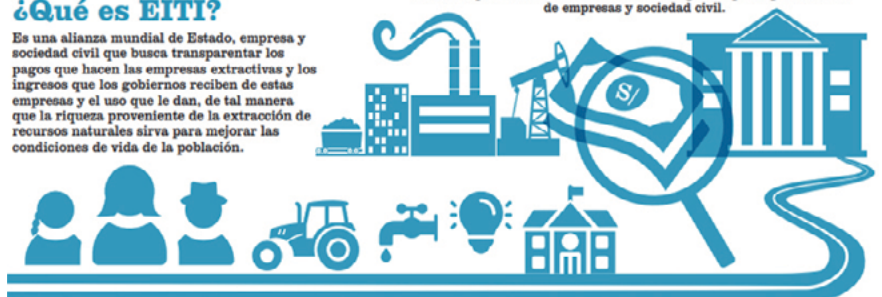 ¿Qué es EITI?
Es una alianza mundial de Estado, empresa y
sociedad civil que busca transparentar los
pagos que hacen las empresas extractivas y los
ingresos que los gobiernos reciben de estas
empresas y el uso que le dan, de tal manera
que la riqueza proveniente de la extracción de
recursos naturales sirva para mejorar las
condiciones de vida de la población.
de empresas y sociedad civil.
S/